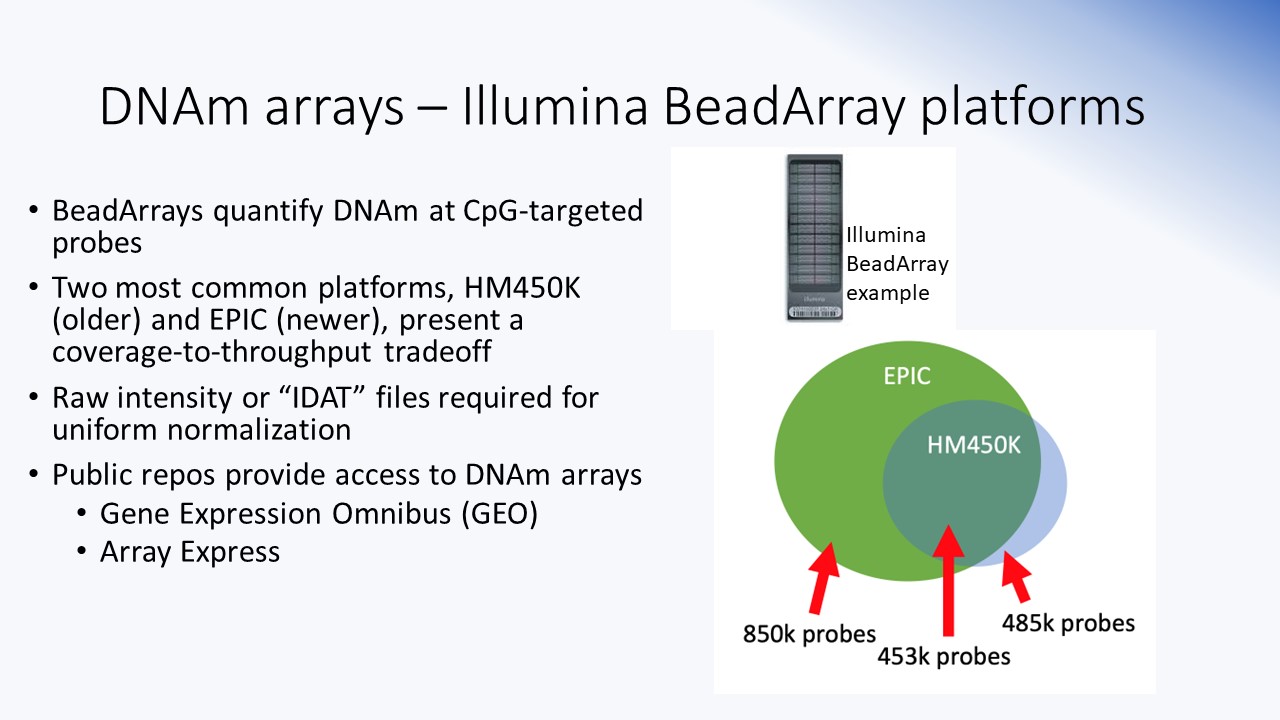 DNAm arrays – Illumina BeadArray platforms
• BeadArrays quantify DNAm at CpG-targeted
probes
• Two most common platforms, HM450K
(older) and EPIC (newer), present a
coverage-to-throughput tradeoff
• Raw intensity or “IDAT” files required for
uniform normalization
• Public repos provide access to DNAm arrays
• Gene Expression Omnibus (GEO)
• Array Express
Illumina
BeadArray
example
illumina
EPIC
HM450K
850k probes
453k probes
485k probes